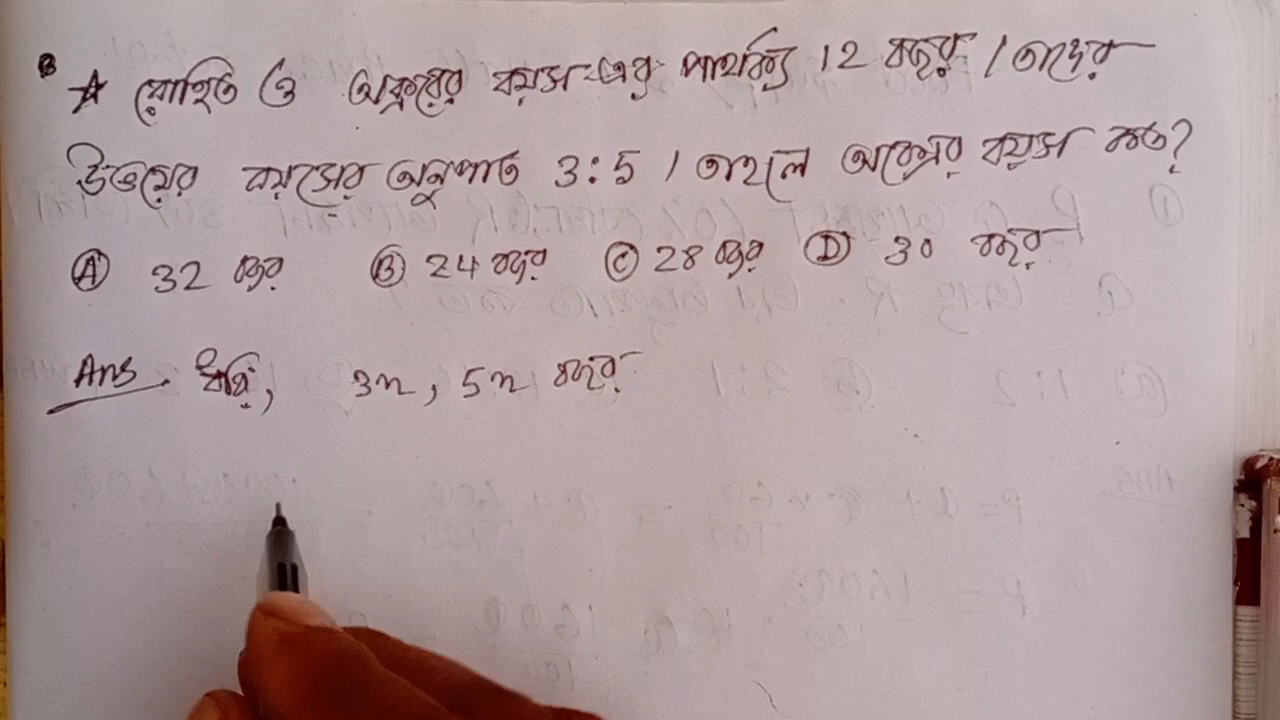 ☆ রোহিত ও অক্রুরের বয়স এর পার্থক্য 12 বছর । তাদের
উভয়ের বয়সের অনুপাত 3:5 । তাহলে বয়স কত?
Ⓐ 32 বছর Ⓑ 24 বছর Ⓒ 28 বছর Ⓓ 30 বছর
Ans. ধরি, 3x, 5x বছর